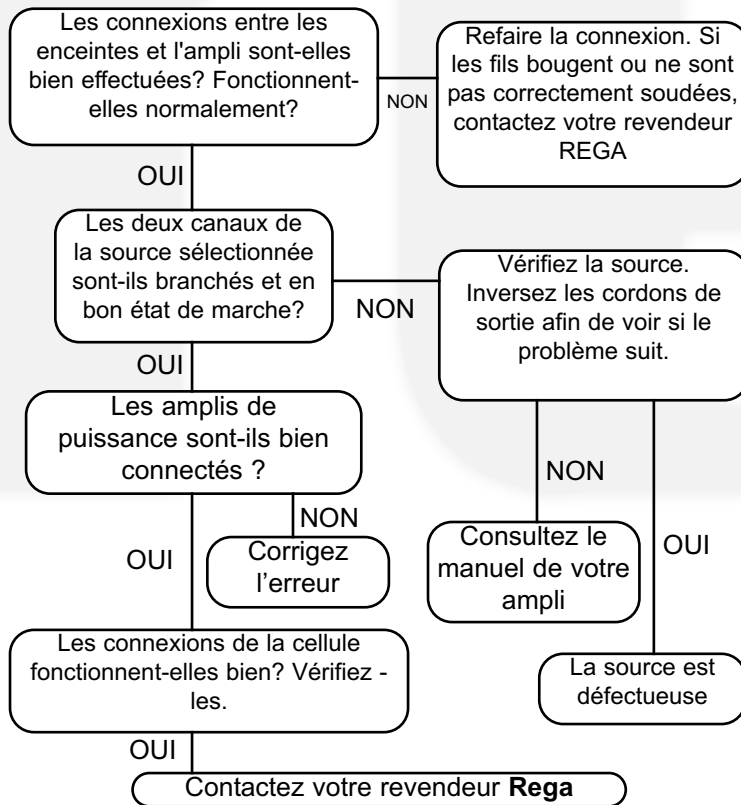 Les connexions entre les
enceintes et l'ampli sont-elles
bien effectuées? Fonctionnent-
elles normalement?
NON
Refaire la connexion. Si
les fils bougent ou ne sont
pas correctement soudées,
contactez votre revendeur
REGA
OUI
Les deux canaux de
la source sélectionnée
sont-ils branchés et en
bon état de marche?
NON
Vérifiez la source.
Inversez les cordons de
sortie afin de voir si le
problème suit.
OUI
Les amplis de
puissance sont-ils bien
connectés ?
NON
Corrigez
l’erreur
NON
Consultez le
manuel de votre
ampli
OUI
La source est
défectueuse
OUI
Les connexions de la cellule
fonctionnent-elles bien? Vérifiez -
les.
OUI
Contactez votre revendeur Rega